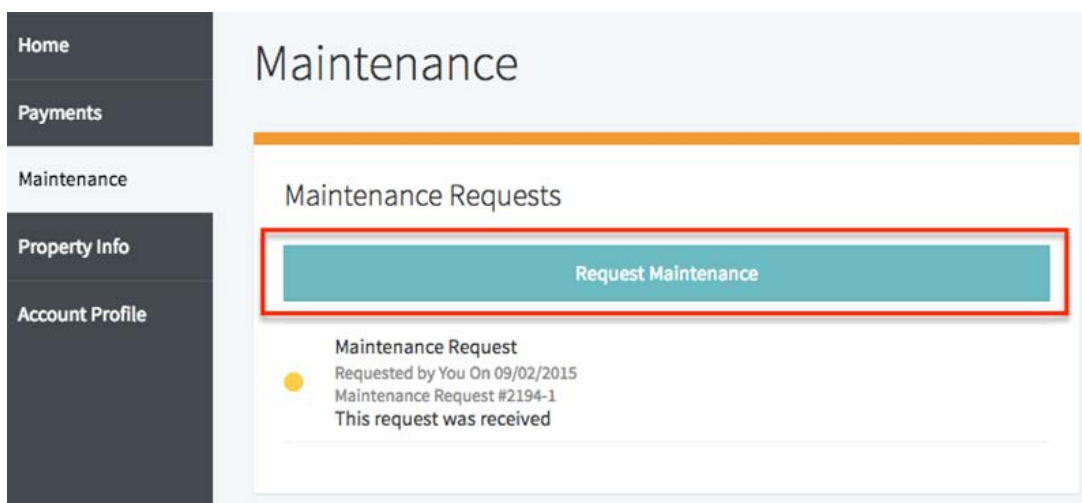 Home
Payments
Maintenance
Property Info
Account Profile
Maintenance
Maintenance Requests
Request Maintenance
Maintenance Request
Requested by You On 09/02/2015
Maintenance Request #2194-1
This request was received